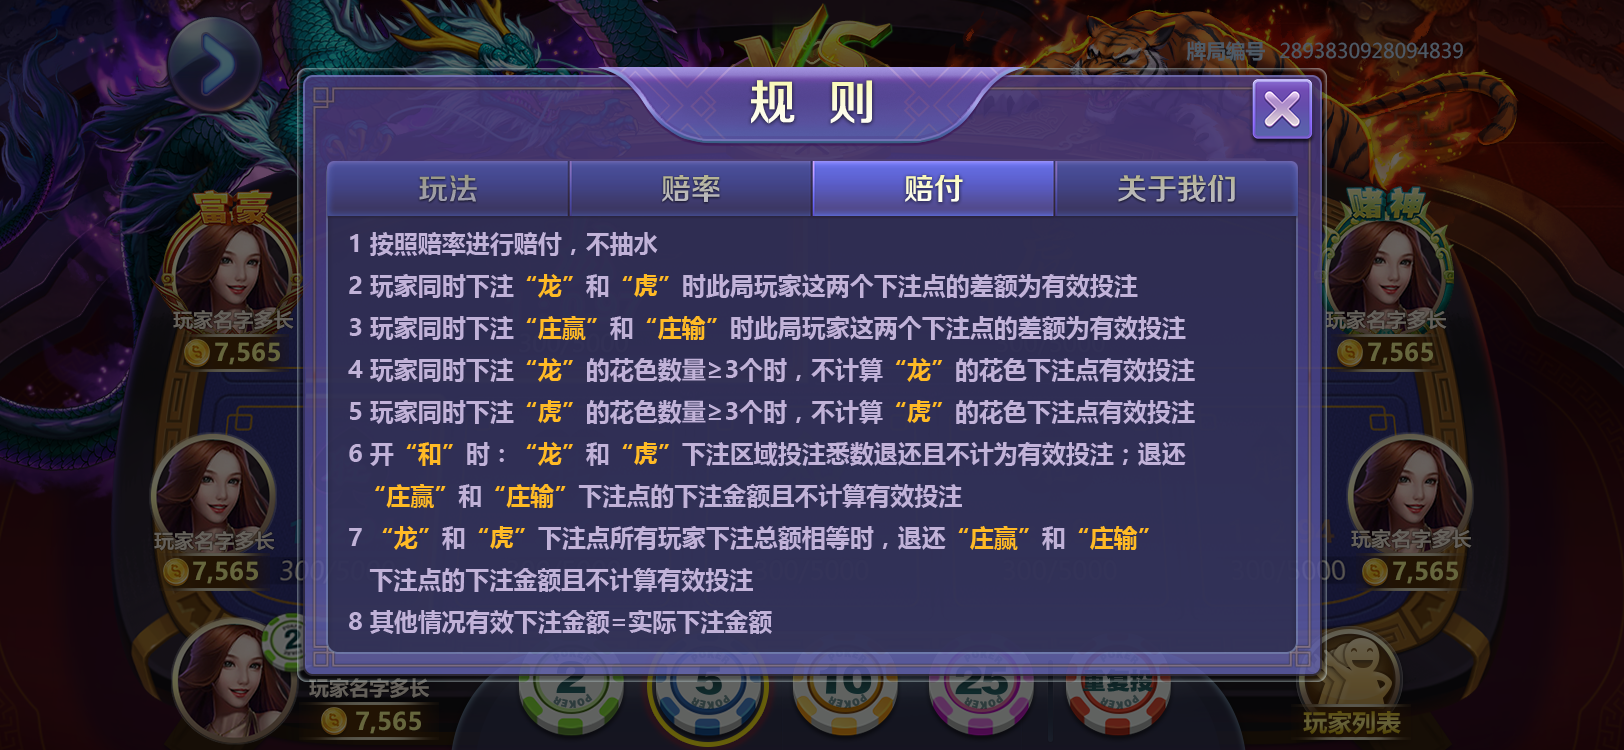 VS
牌局编号 2893830928094839
规 则
玩法
赔率
赔付
关于我们
1 按照赔率进行赔付，不抽水
2 玩家同时下注“龙”和“虎”时此局玩家这两个下注点的差额为有效投注
3 玩家同时下注“庄赢”和“庄输”时此局玩家这两个下注点的差额为有效投注
4 玩家同时下注“龙”的花色数量≥3个时，不计算“龙”的花色下注点有效投注
5 玩家同时下注“虎”的花色数量≥3个时，不计算“虎”的花色下注点有效投注
6 开“和”时：“龙”和“虎”下注区域投注悉数退还且不计为有效投注；退还
“庄赢”和“庄输”下注点的下注金额且不计算有效投注
7 “龙”和“虎”下注点所有玩家下注总额相等时，退还“庄赢”和“庄输”
下注点的下注金额且不计算有效投注
8 其他情况有效下注金额=实际下注金额
富豪
玩家名字多长
7,565
赌神
玩家名字多长
7,565
玩家名字多长
7,565
玩家名字多长
7,565
玩家名字多长
7,565
2
2
POKER
5
POKER
10
POKER
25
POKER
重复投
POKER
玩家列表